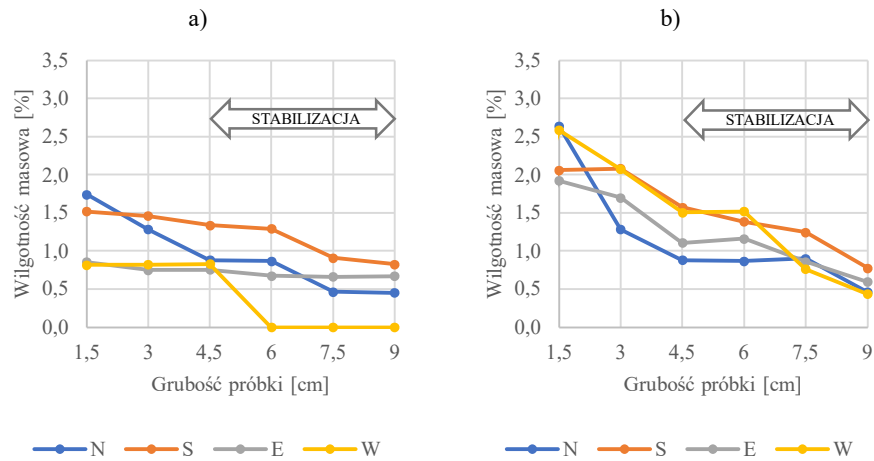 a)
3,5
3,0
2,5
2,0
1,5
1,0
0,5
0,0
Wilgotność masowa [%]
STABILIZACJA
1,5 3 4,5 6 7,5 9
Grubość próbki [cm]
N S E W
b)
3,5
3,0
2,5
2,0
1,5
1,0
0,5
0,0
Wilgotność masowa [%]
STABILIZACJA
1,5 3 4,5 6 7,5 9
Grubość próbki [cm]
N S E W